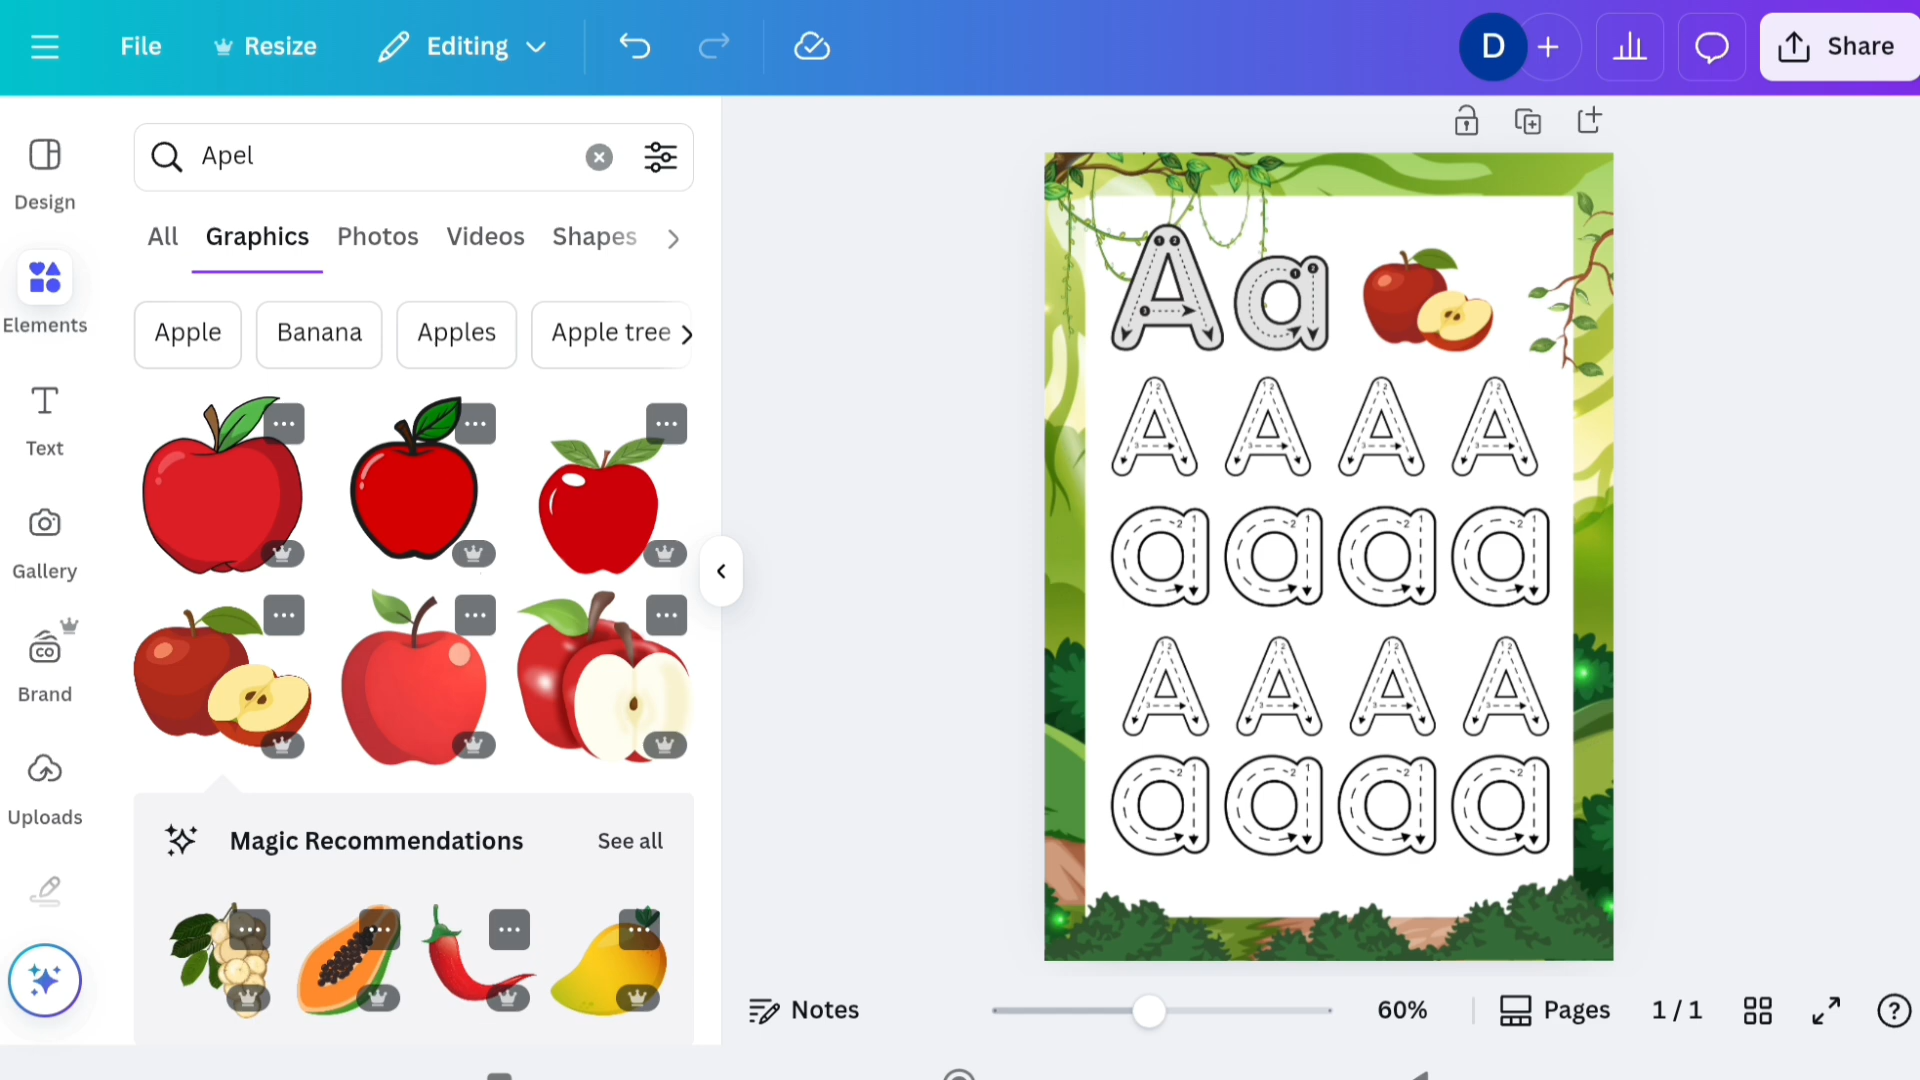 File
Resize
Editing
D
Share
Design
Elements
Text
Gallery
CO
Brand
Uploads
Apel
All Graphics Photos Videos Shapes
Apple Banana Apples Apple tree
Magic Recommendations See all
A a
A A A A
a a a a
A A A A
a a a a
Notes
60%
Pages
1 / 1
?